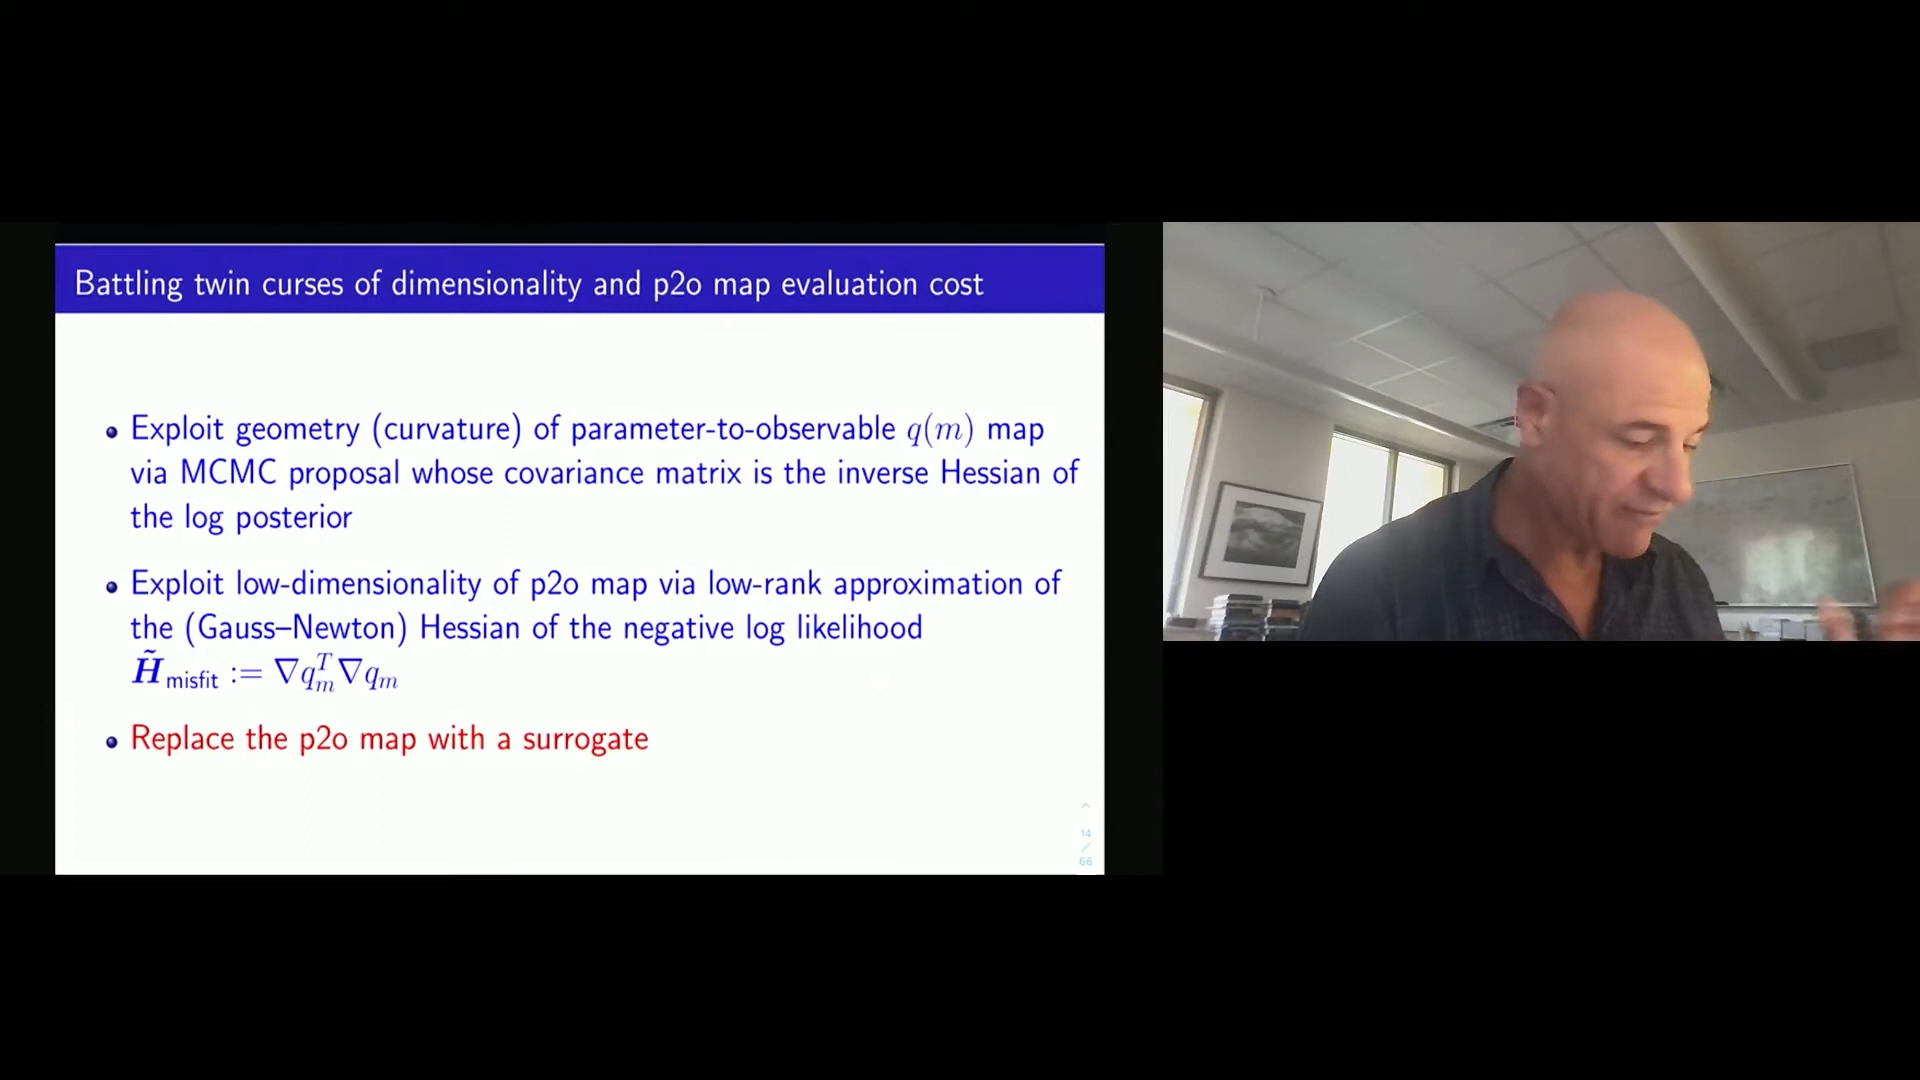 Battling twin curses of dimensionality and p2o map evaluation cost
• Exploit geometry (curvature) of parameter-to-observable q(m) map
via MCMC proposal whose covariance matrix is the inverse Hessian of
the log posterior
• Exploit low-dimensionality of p2o map via low-rank approximation of
the (Gauss–Newton) Hessian of the negative log likelihood
H̃_misfit := ∇q_m^T ∇q_m
• Replace the p2o map with a surrogate
14
/
66